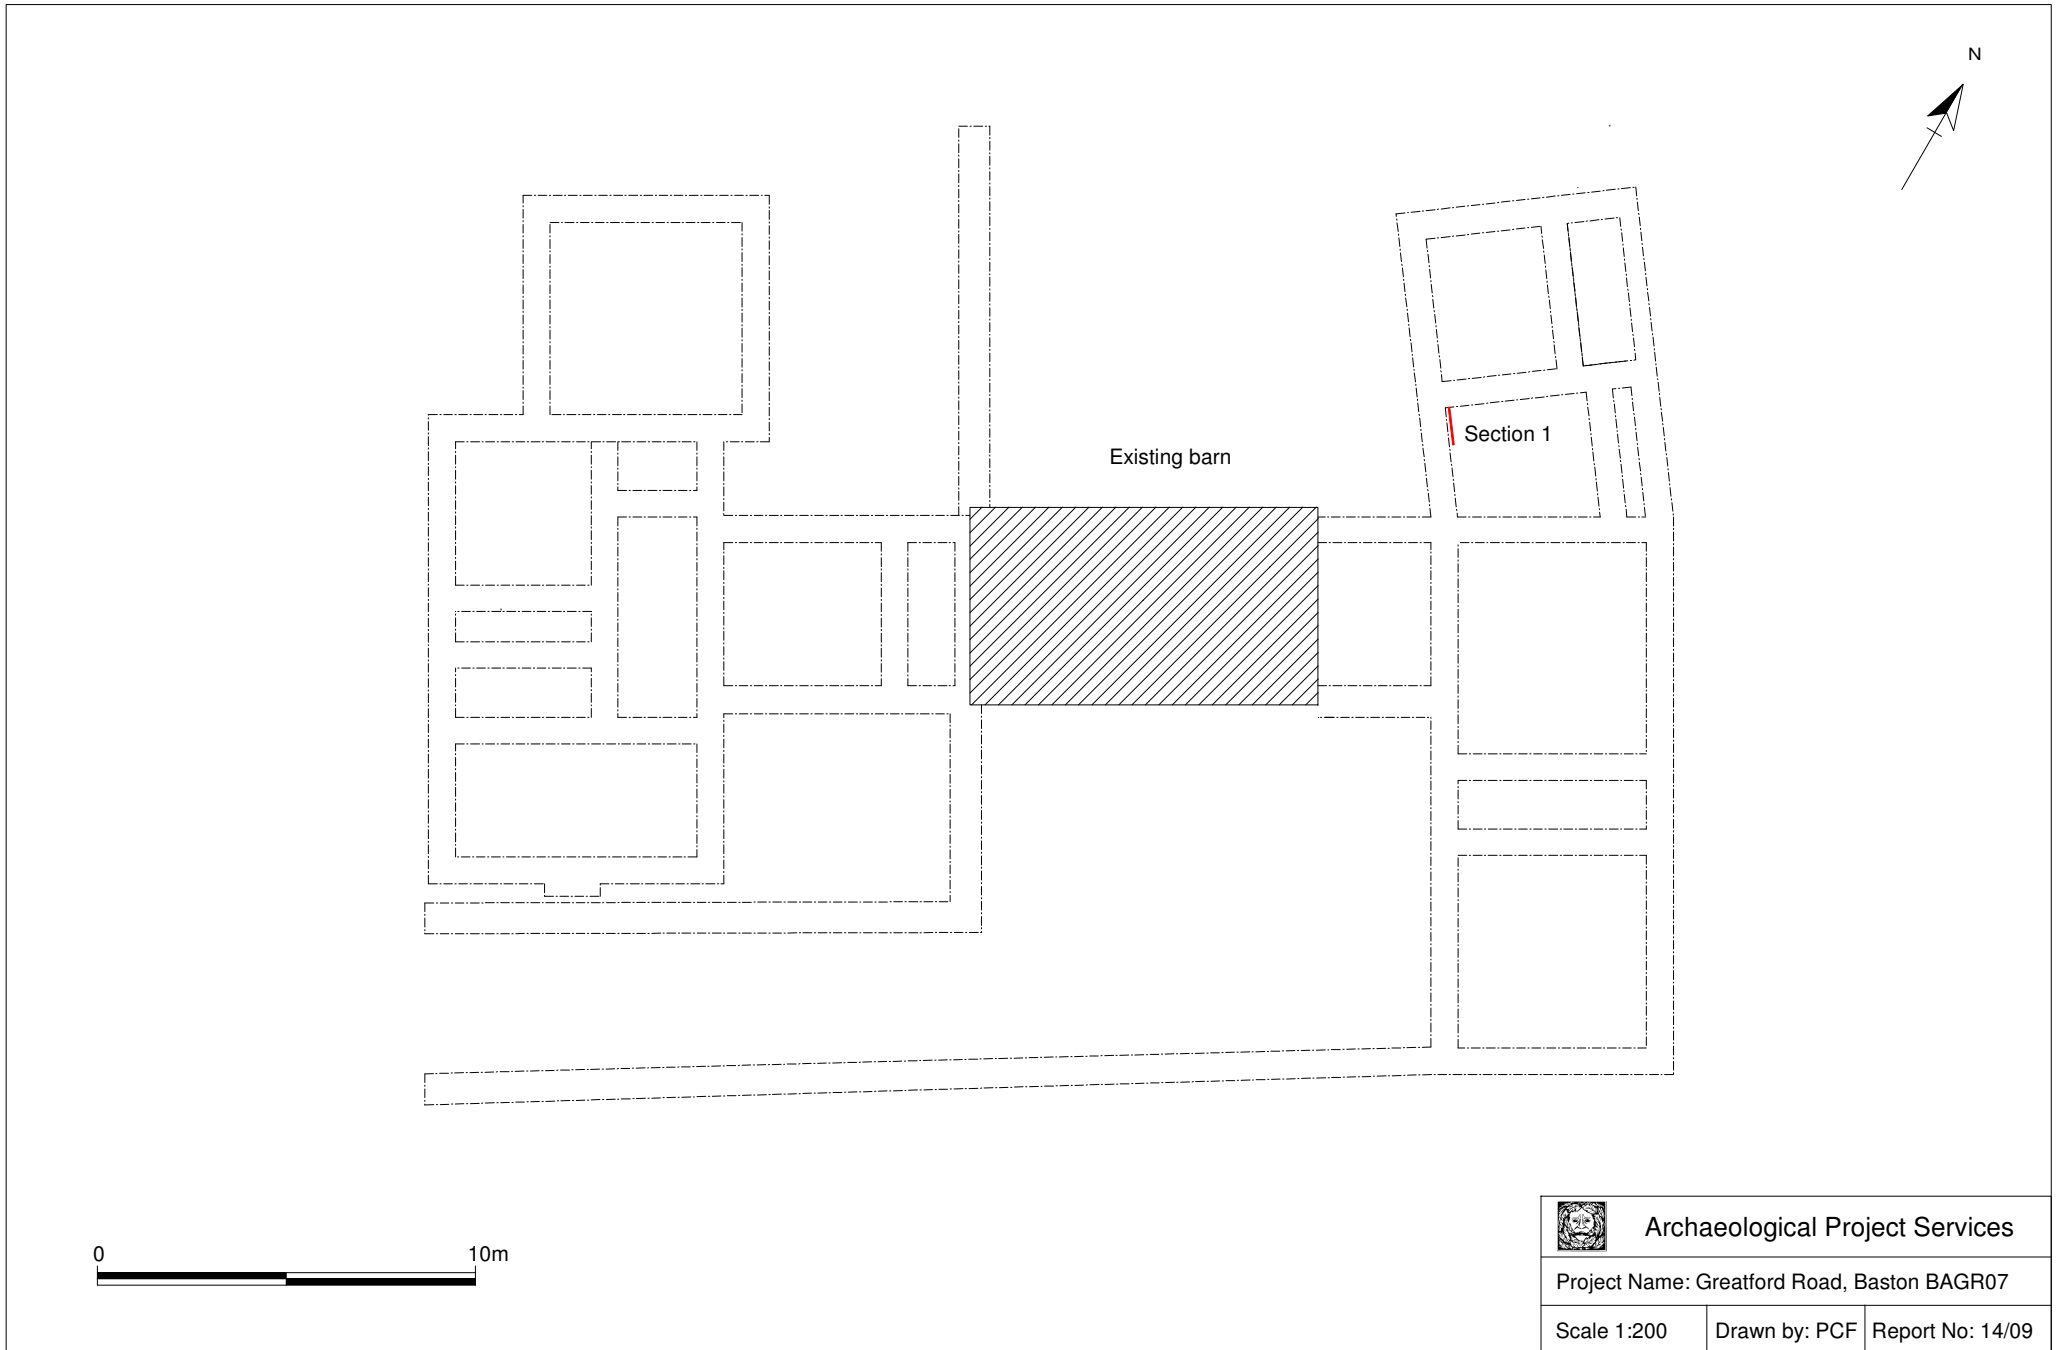 N
Section 1
Existing barn
0 10m
Archaeological Project Services
Project Name: Greatford Road, Baston BAGR07
Scale 1:200 Drawn by: PCF Report No: 14/09